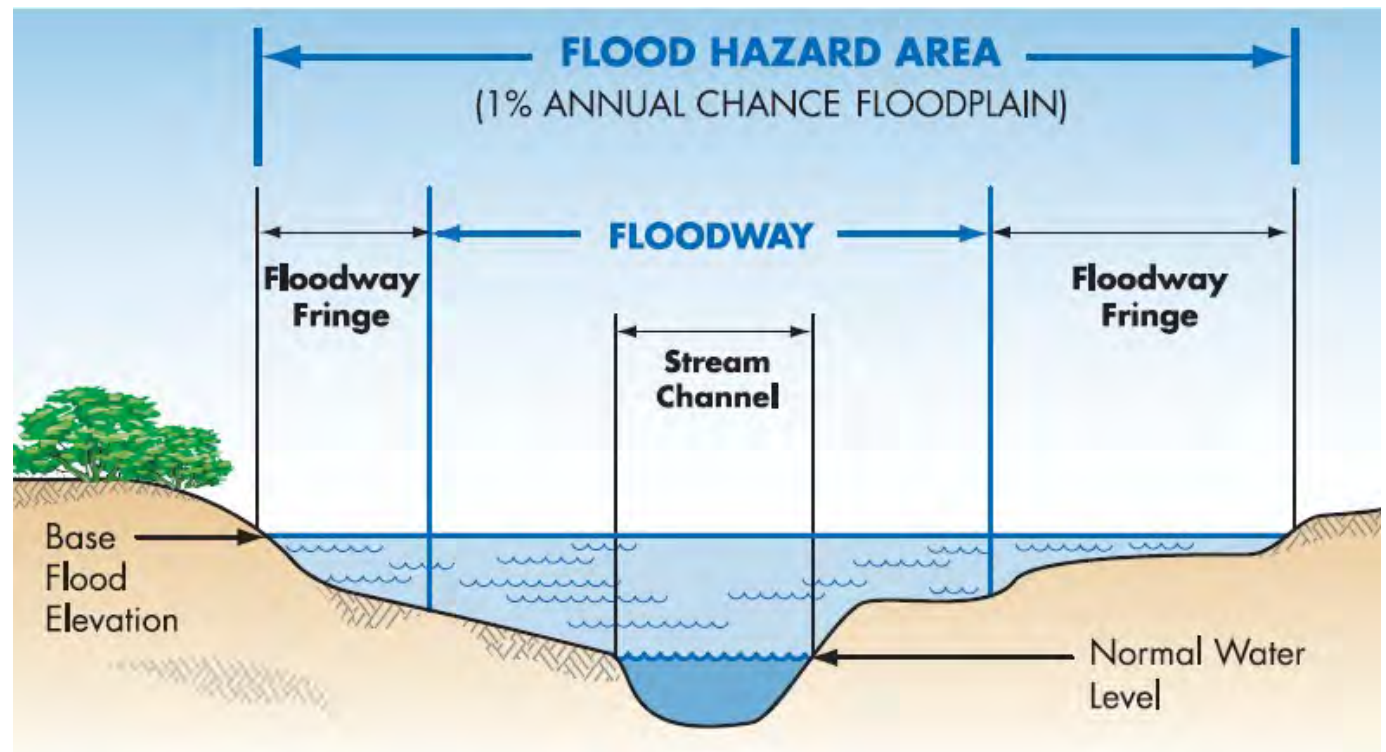 FLOOD HAZARD AREA
(1% ANNUAL CHANCE FLOODPLAIN)
FLOODWAY
Floodway
Fringe
Floodway
Fringe
Stream
Channel
Base
Flood
Elevation
Normal Water
Level